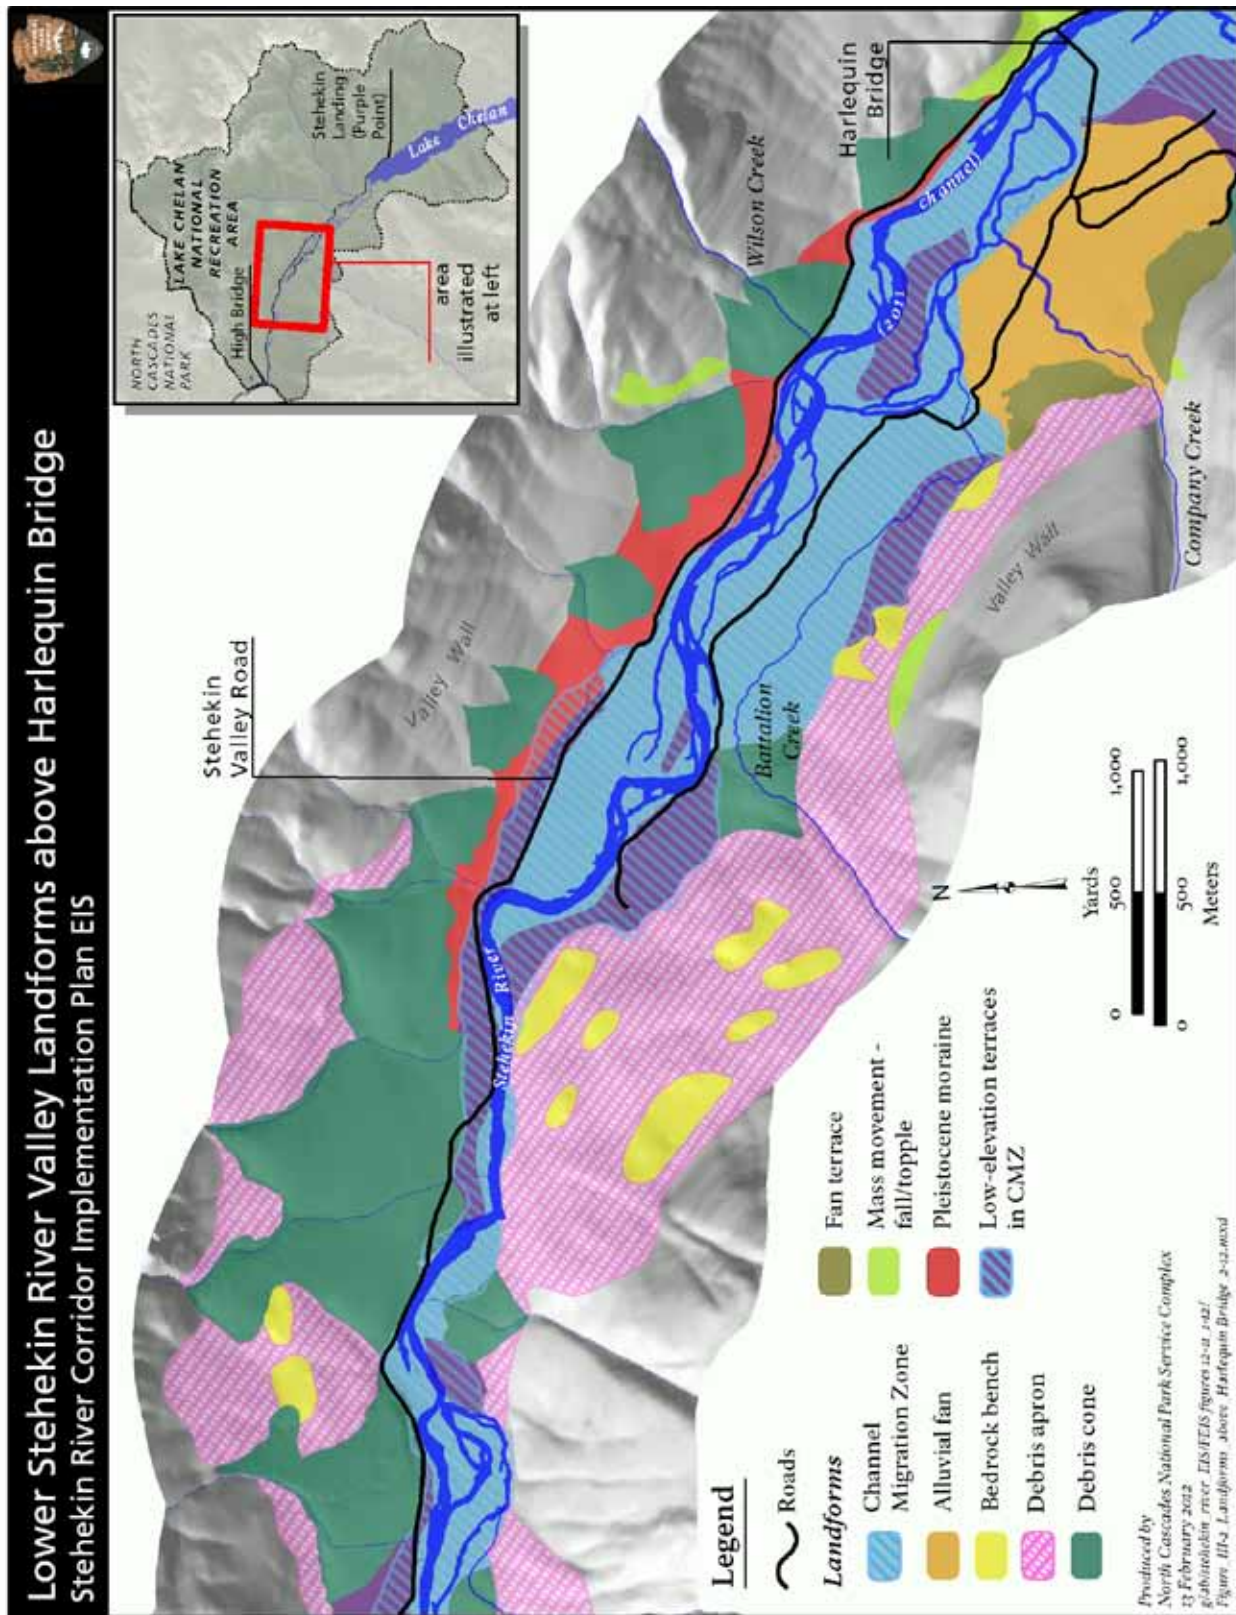 Lower Stehekin River Valley Landforms above Harlequin Bridge
Stehekin River Corridor Implementation Plan EIS
NORTH
CASCADES
NATIONAL
PARK
LAKE CHELAN
NATIONAL
RECREATION
AREA
High Bridge
Stehekin
Landing
(Purple
Point)
Lake Chelan
area
illustrated
at left
Stehekin
Valley Road
Valley Wall
Wilson Creek
Harlequin
Bridge
Stehekin River
(2011 channel)
Battalion
Creek
Valley Wall
Company Creek
N
Yards
0 500 1,000
0 500 1,000
Meters
Legend
Roads
Landforms
Channel
Migration Zone
Alluvial fan
Bedrock bench
Debris apron
Debris cone
Fan terrace
Mass movement -
fall/topple
Pleistocene moraine
Low-elevation terraces
in CMZ
Produced by
North Cascades National Park Service Complex
13 February 2012